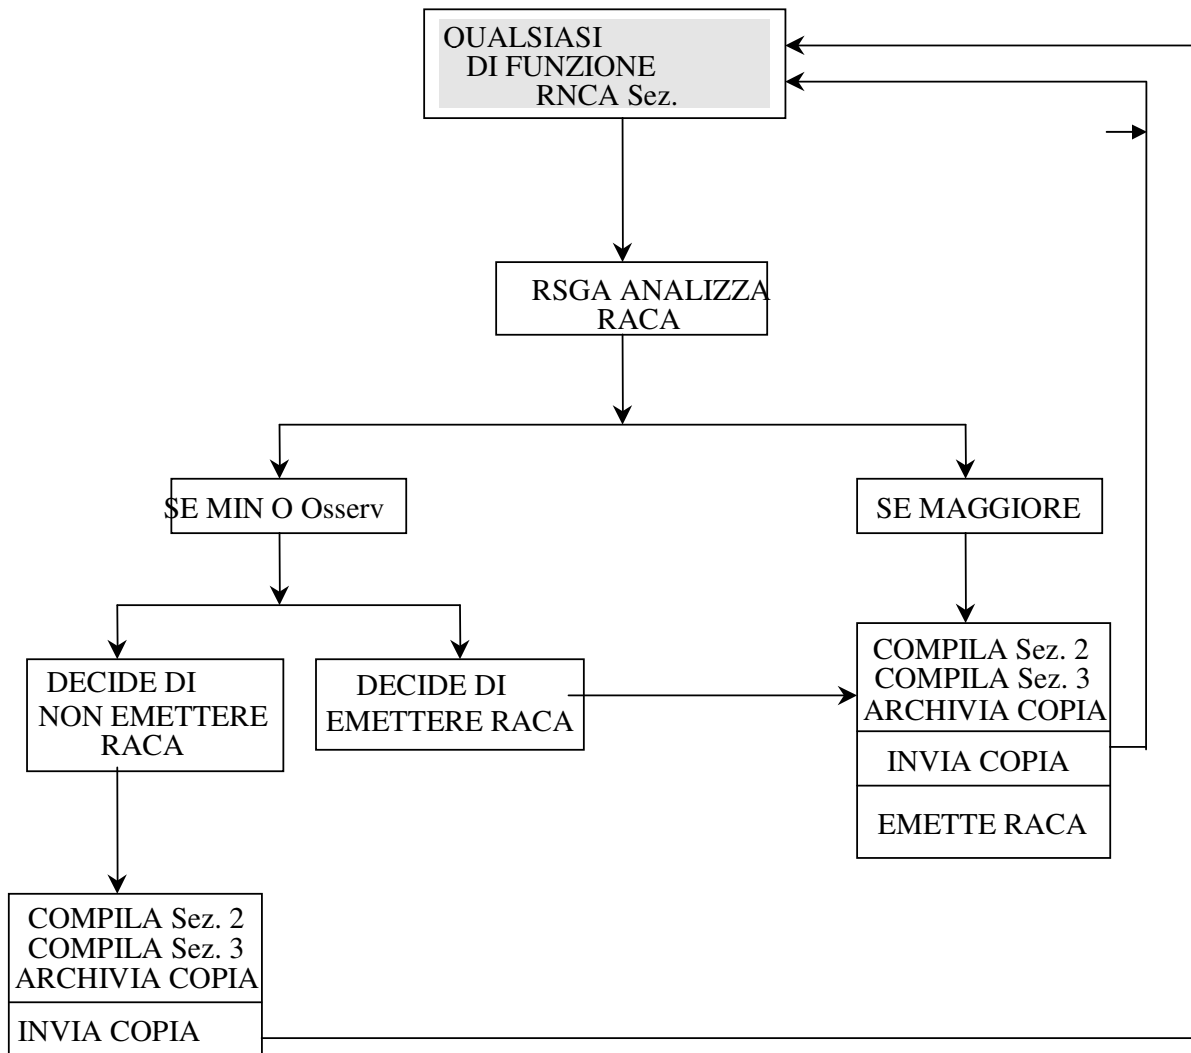 QUALSIASI
DI FUNZIONE
RNCA Sez.
RSGA ANALIZZA
RACA
SE MIN O Osserv
SE MAGGIORE
DECIDE DI
NON EMETTERE
RACA
DECIDE DI
EMETTERE RACA
COMPILA Sez. 2
COMPILA Sez. 3
ARCHIVIA COPIA
INVIA COPIA
EMETTE RACA
COMPILA Sez. 2
COMPILA Sez. 3
ARCHIVIA COPIA
INVIA COPIA